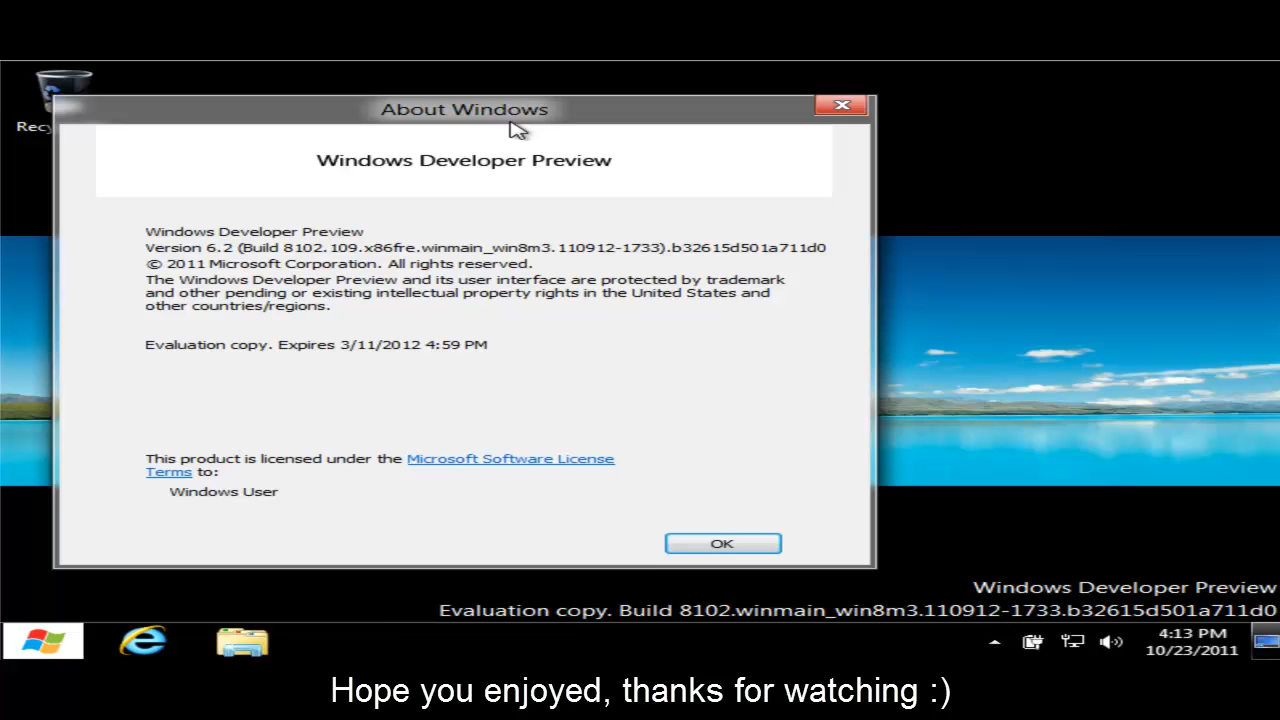 Recy
About Windows
Windows Developer Preview
Windows Developer Preview
Version 6.2 (Build 8102.109.x86fre.winmain_win8m3.110912-1733).b32615d501a711d0
© 2011 Microsoft Corporation. All rights reserved.
The Windows Developer Preview and its user interface are protected by trademark
and other pending or existing intellectual property rights in the United States and
other countries/regions.
Evaluation copy. Expires 3/11/2012 4:59 PM
This product is licensed under the Microsoft Software License
Terms to:
Windows User
OK
Windows Developer Preview
Evaluation copy. Build 8102.winmain_win8m3.110912-1733.b32615d501a711d0
4:13 PM
10/23/2011
Hope you enjoyed, thanks for watching :)